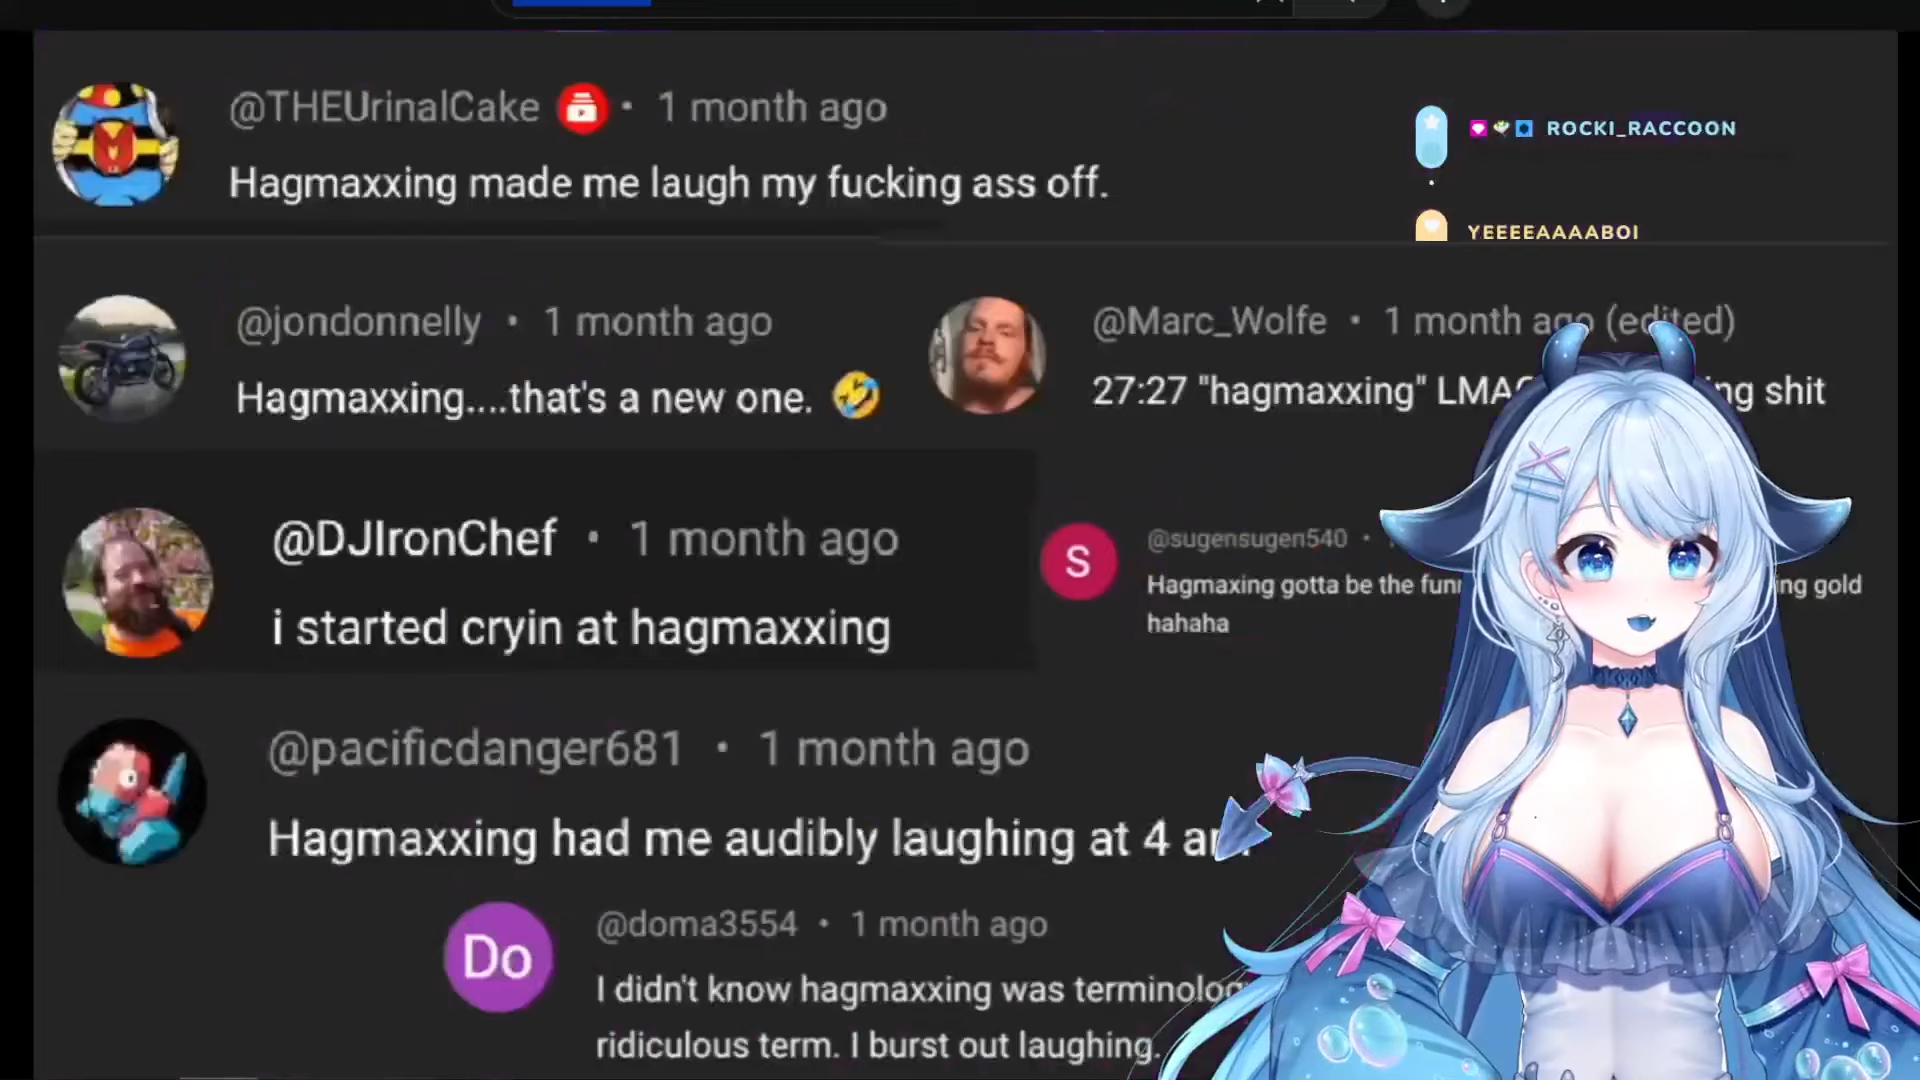 @THEUrinalCake • 1 month ago
Hagmaxxing made me laugh my fucking ass off.
ROCKI_RACCOON
YEEEEAAAABOI
@jondonnelly • 1 month ago
Hagmaxxing....that's a new one. 🤣
@Marc_Wolfe • 1 month ago (edited)
27:27 "hagmaxxing" shit
@DJIronChef • 1 month ago
i started cryin at hagmaxxing
S
@sugensugen540 •
Hagmaxing gotta be the gold
hahaha
@pacificdanger681 • 1 month ago
Hagmaxxing had me audibly laughing at 4
Do
@doma3554 • 1 month ago
I didn't know hagmaxxing was
ridiculous term. I burst out laughing.